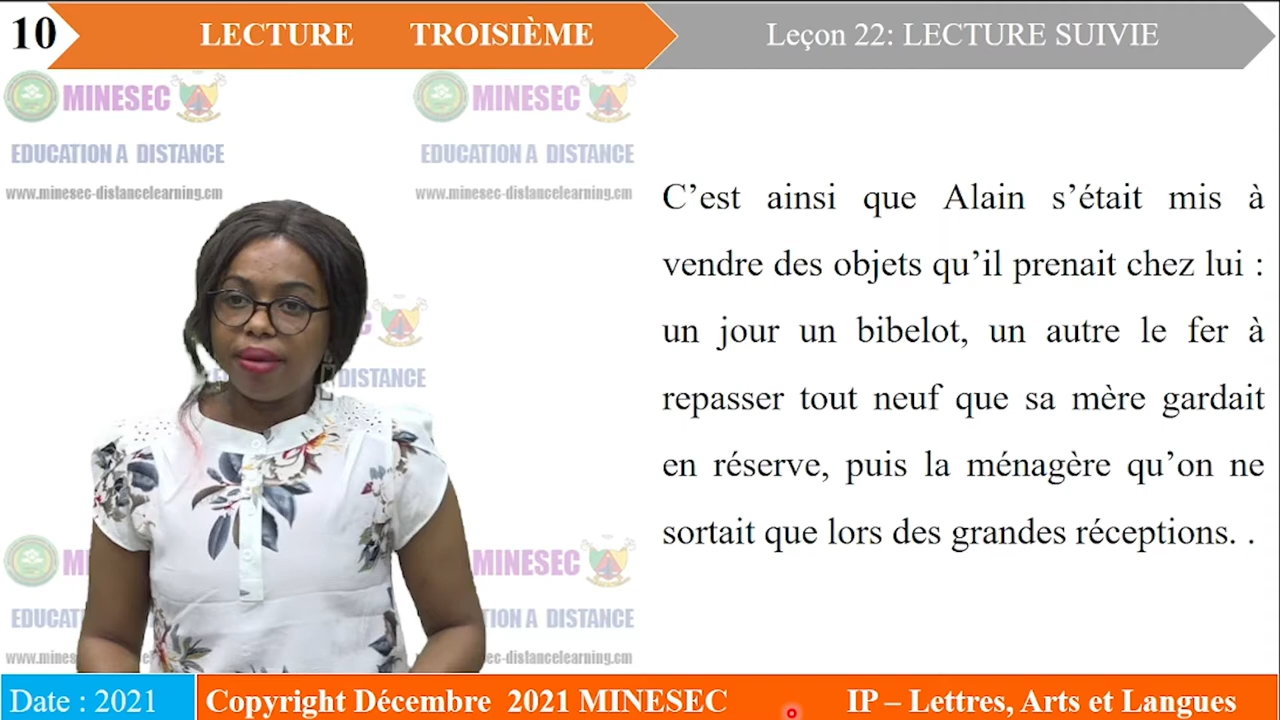 10
LECTURE TROISIÈME
Leçon 22: LECTURE SUIVIE
MINESEC
EDUCATION A DISTANCE
www.minesec-distancelearning.cm
MINESEC
EDUCATION A DISTANCE
www.minesec-distancelearning.cm
C’est ainsi que Alain s’était mis à
vendre des objets qu’il prenait chez lui :
un jour un bibelot, un autre le fer à
repasser tout neuf que sa mère gardait
en réserve, puis la ménagère qu’on ne
sortait que lors des grandes réceptions. .
DISTANCE
MINESEC
DISTANCE
Date : 2021
Copyright Décembre 2021 MINESEC
IP – Lettres, Arts et Langues